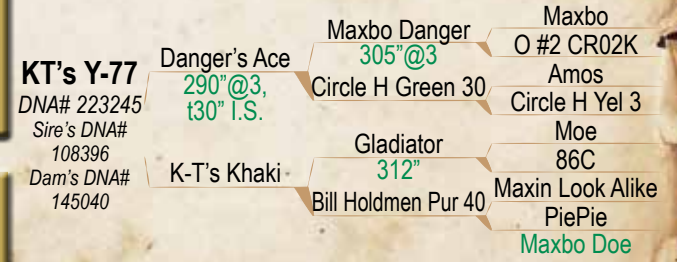 KT's Y-77
DNA# 223245
Sire's DNA#
108396
Dam's DNA#
145040
Danger's Ace
290"@3,
t30" I.S.
K-T's Khaki
Maxbo Danger
305"@3
Circle H Green 30
Gladiator
312"
Bill Holdmen Pur 40
Maxbo
O #2 CR02K
Amos
Circle H Yel 3
Moe
86C
Maxin Look Alike
PiePie
Maxbo Doe